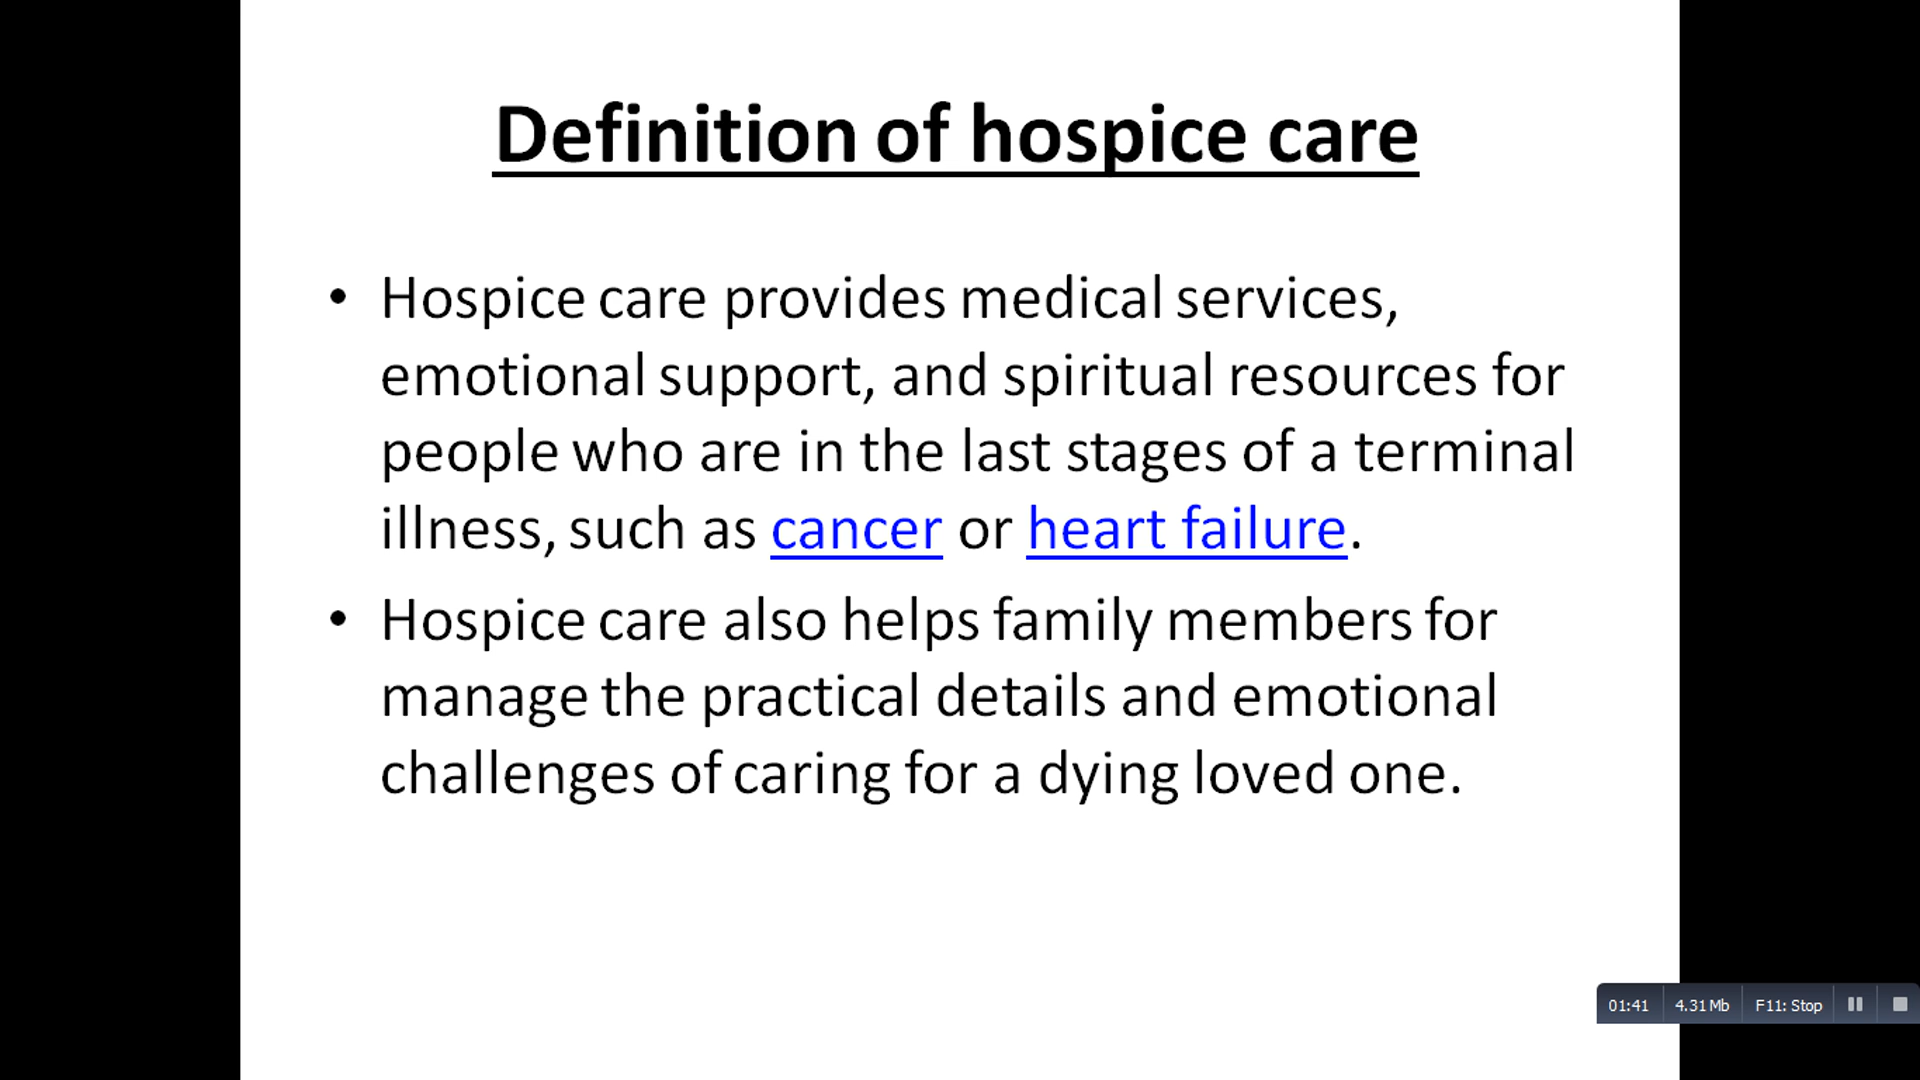 Definition of hospice care
• Hospice care provides medical services,
emotional support, and spiritual resources for
people who are in the last stages of a terminal
illness, such as cancer or heart failure.
• Hospice care also helps family members for
manage the practical details and emotional
challenges of caring for a dying loved one.
01:41 4.31 Mb F11: Stop